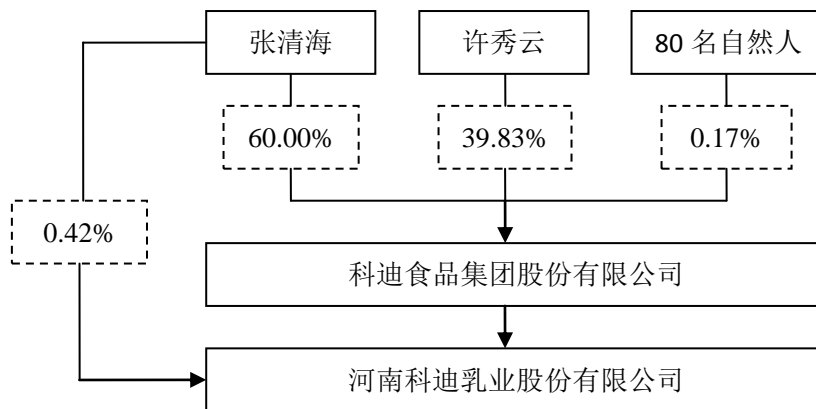 张清海
许秀云
80 名自然人
60.00%
39.83%
0.17%
0.42%
科迪食品集团股份有限公司
河南科迪乳业股份有限公司